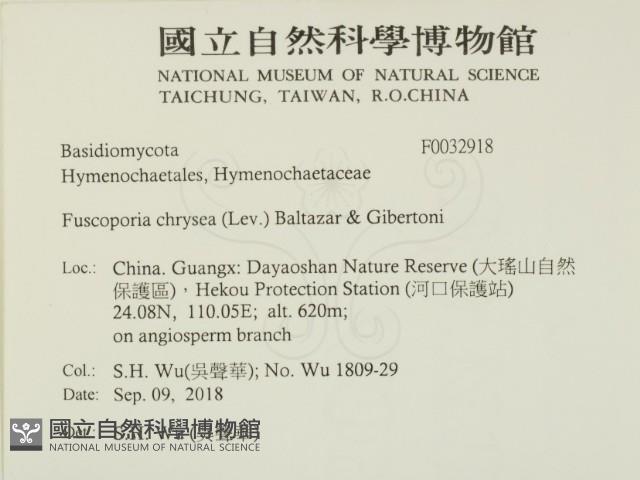 國立自然科學博物館
NATIONAL MUSEUM OF NATURAL SCIENCE
TAICHUNG, TAIWAN, R.O.CHINA
Basidiomycota F0032918
Hymenochaetales, Hymenochaetaceae
Fuscoporia chrysea (Lev.) Baltazar & Gibertoni
Loc.: China. Guangx: Dayaoshan Nature Reserve (大瑤山自然
保護區)，Hekou Protection Station (河口保護站)
24.08N, 110.05E; alt. 620m;
on angiosperm branch
Col.: S.H. Wu(吳聲華); No. Wu 1809-29
Date: Sep. 09, 2018
S.H. Wu (吳聲華)
國立自然科學博物館
NATIONAL MUSEUM OF NATURAL SCIENCE